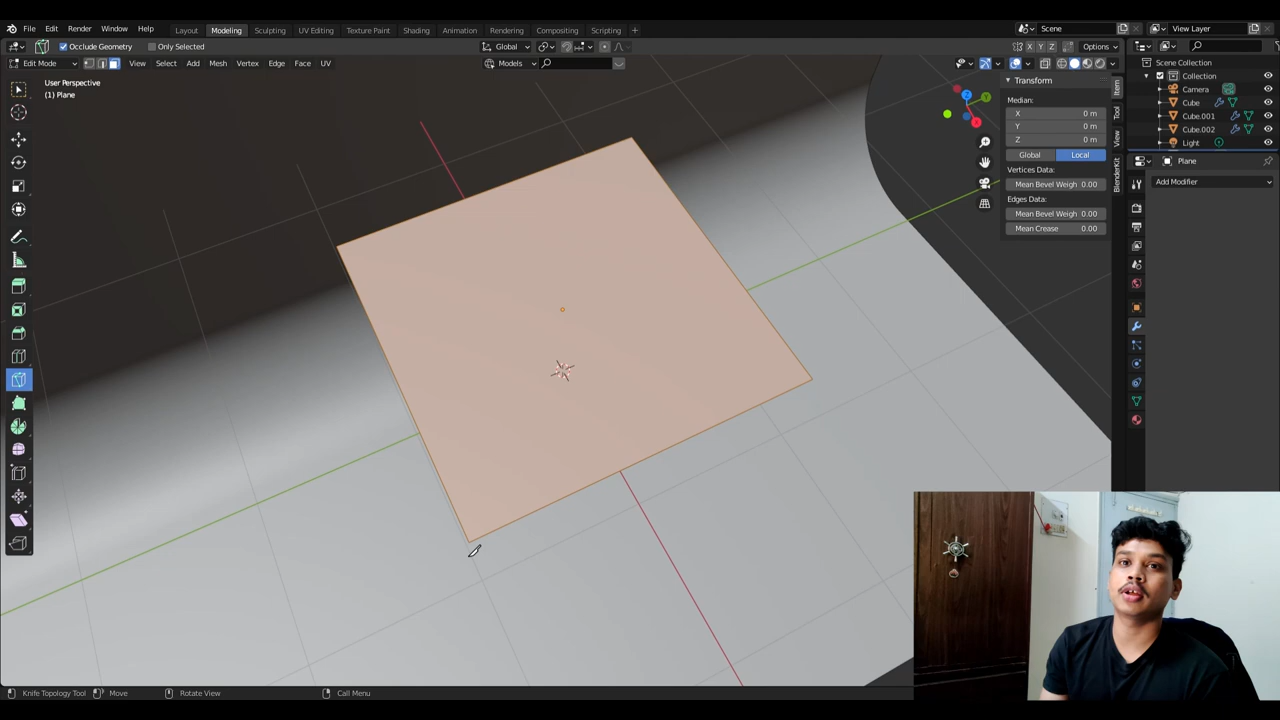 File Edit Render Window Help Layout Modeling Sculpting UV Editing Texture Paint Shading Animation Rendering Compositing Scripting + Scene View Layer
Occlude Geometry Only Selected Global X Y Z Options
Edit Mode View Select Add Mesh Vertex Edge Face UV Models
User Perspective
(1) Plane
Z
Y
X
Transform
Median:
X 0 m
Y 0 m
Z 0 m
Global Local
Vertices Data:
Mean Bevel Weigh 0.00
Edges Data:
Mean Bevel Weigh 0.00
Mean Crease 0.00
Item
Tool
View
BlenderKit
Scene Collection
Collection
Camera
Cube
Cube.001
Cube.002
Light
Plane
Add Modifier
Knife Topology Tool Move Rotate View Call Menu